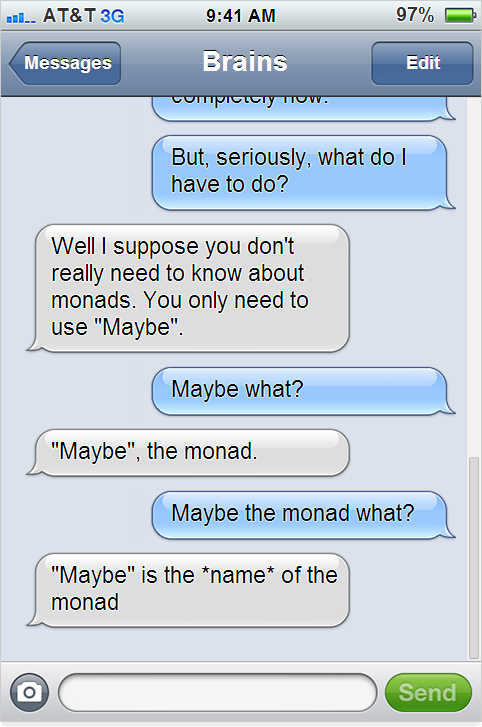 AT&T 3G 9:41 AM 97%
Messages Brains Edit
completely now.
But, seriously, what do I
have to do?
Well I suppose you don't
really need to know about
monads. You only need to
use "Maybe".
Maybe what?
"Maybe", the monad.
Maybe the monad what?
"Maybe" is the *name* of the
monad
Send